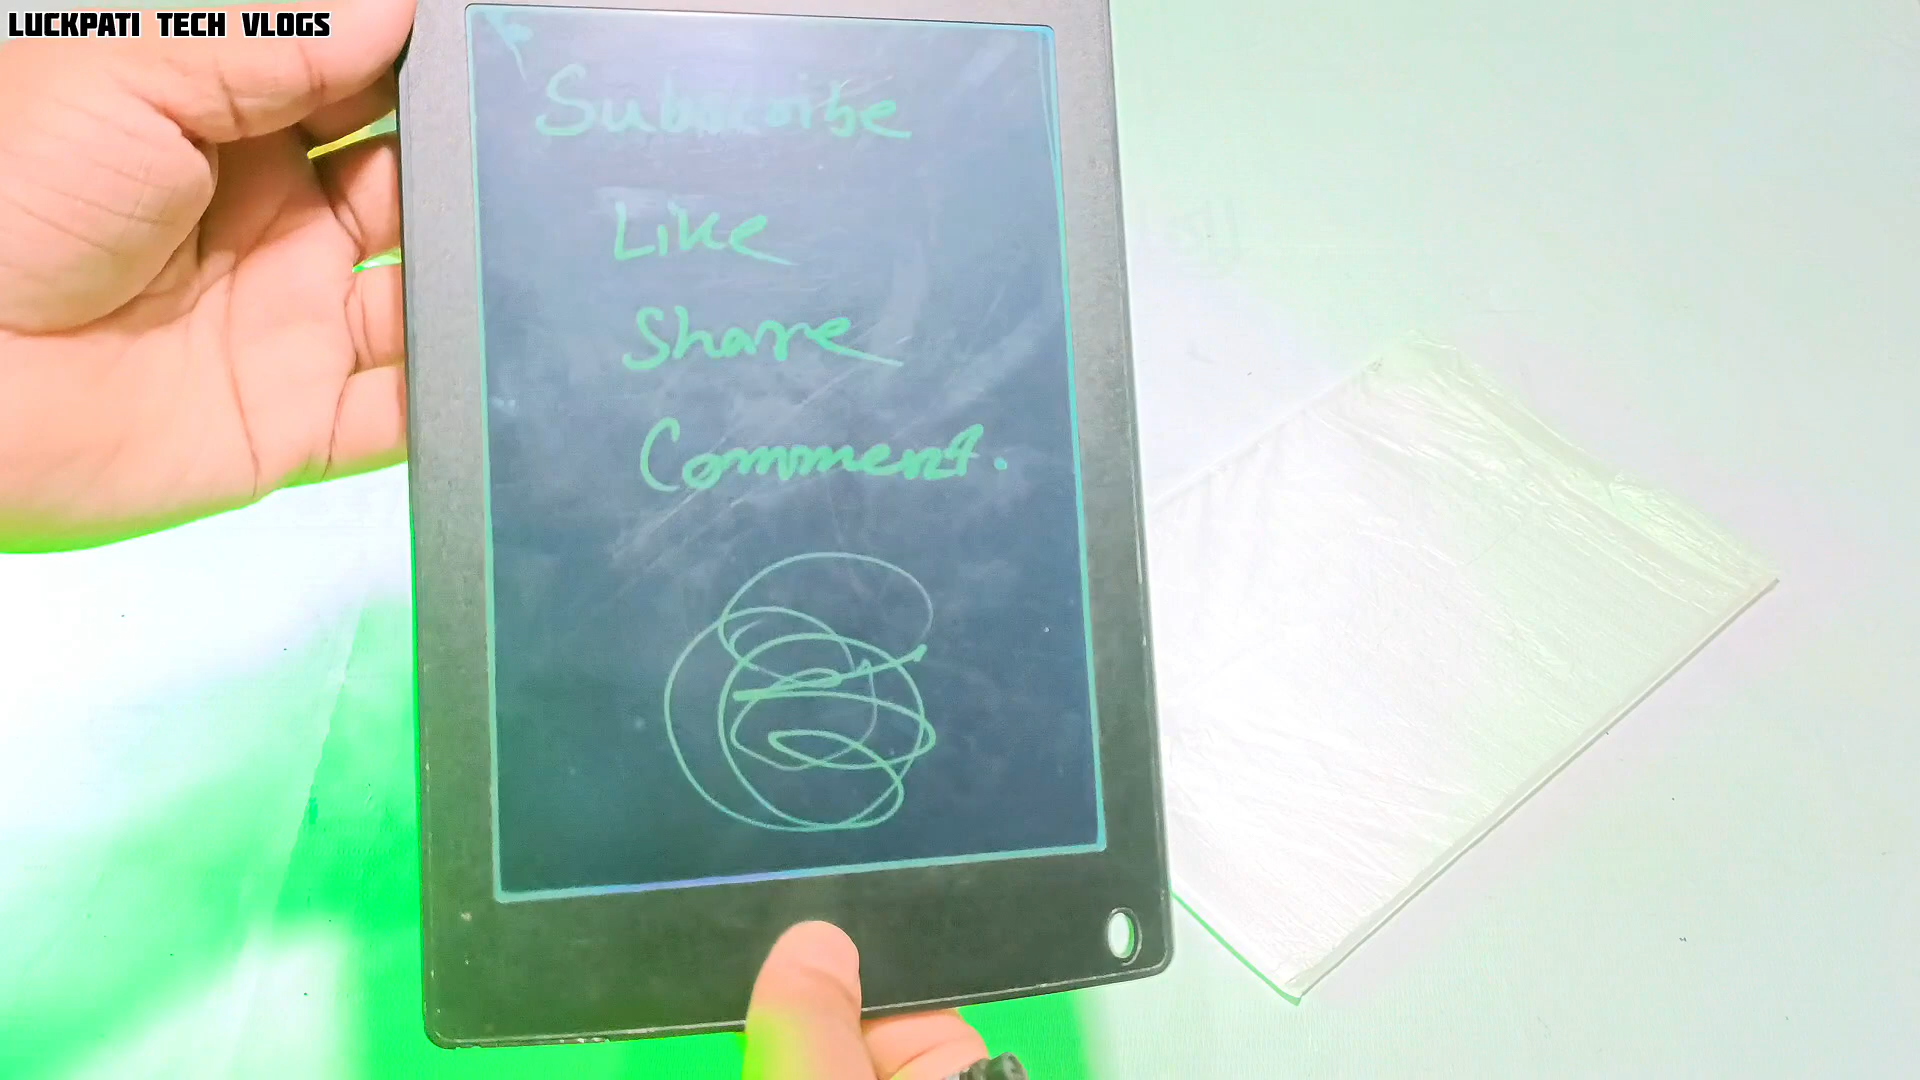 LUCKPATI TECH VLOGS
Subscribe
Like
Share
Comment.